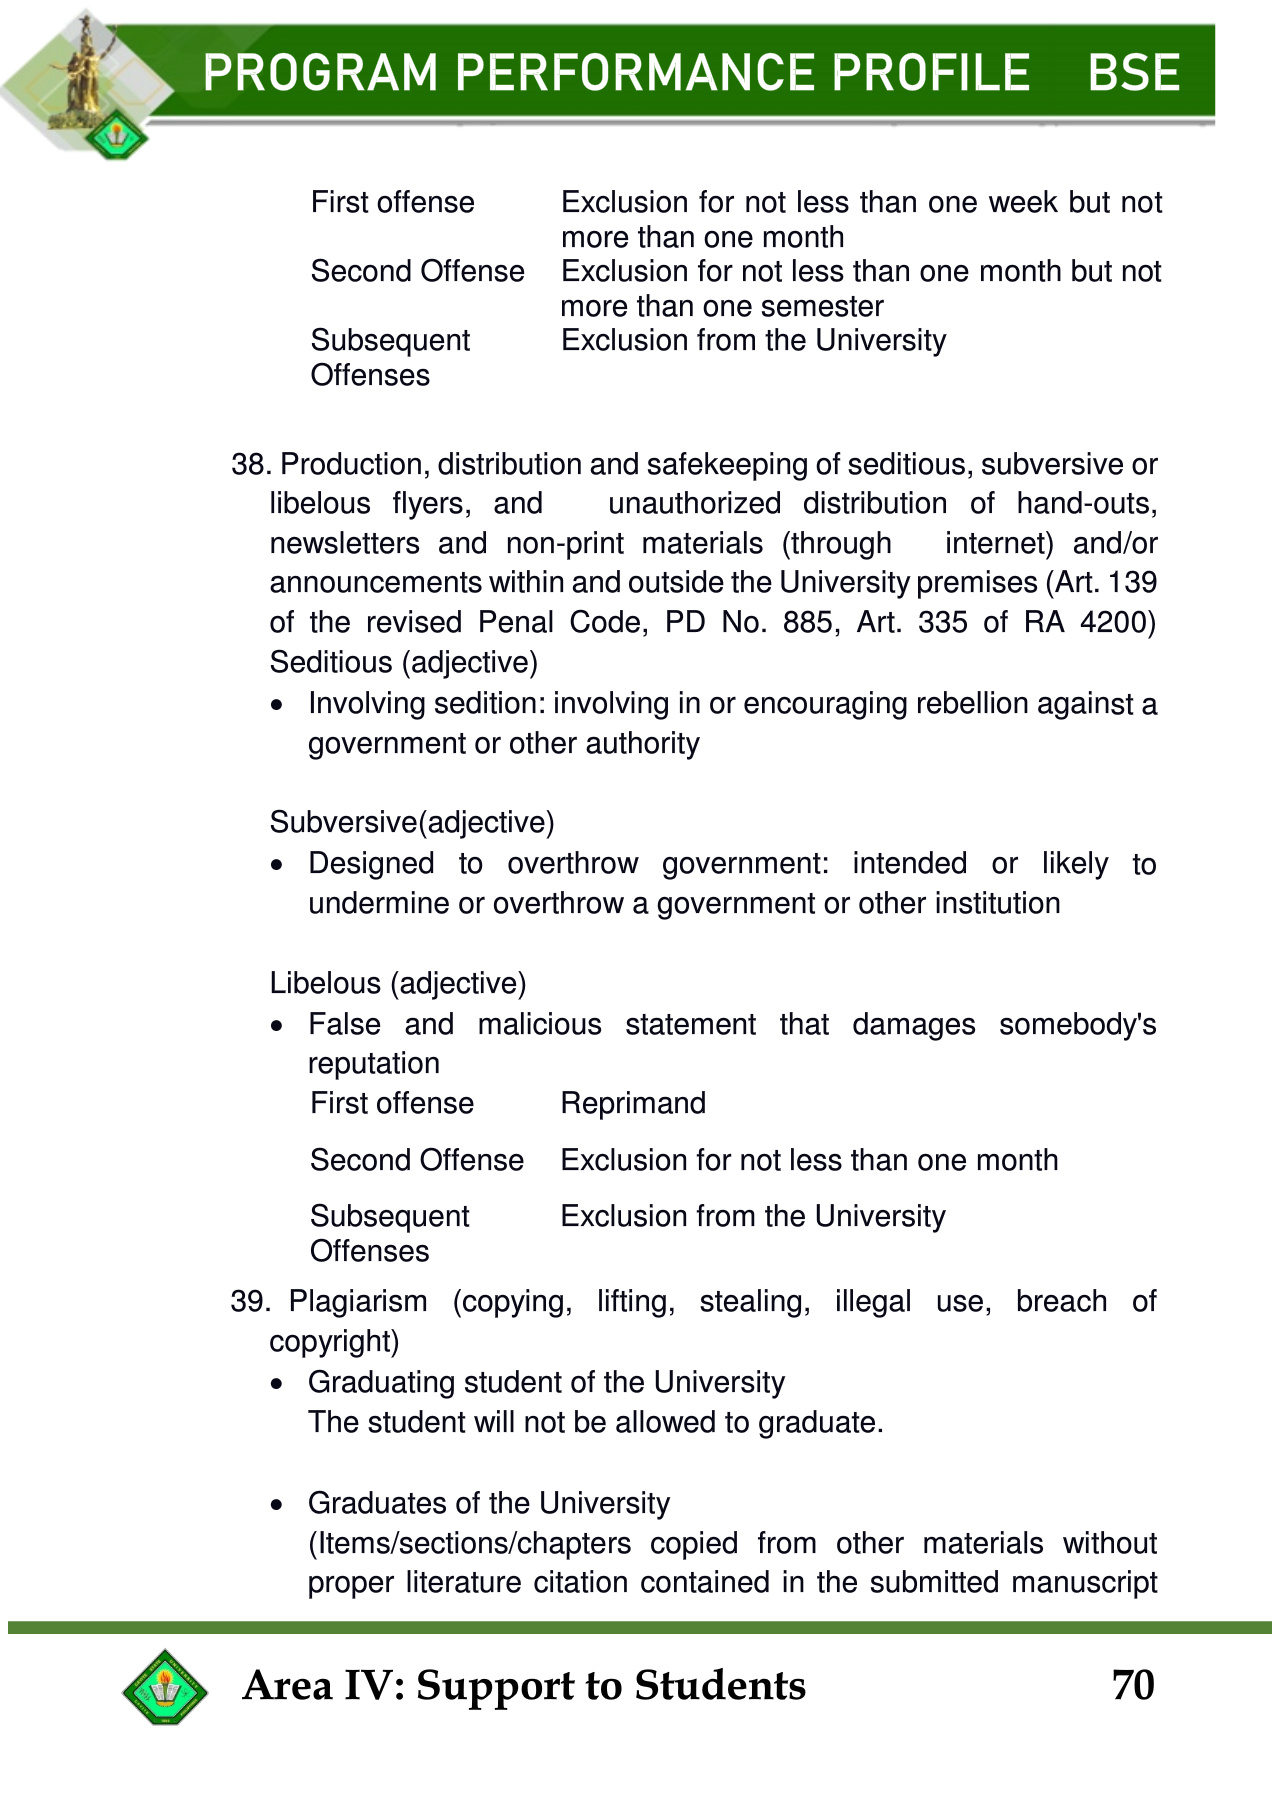 PROGRAM PERFORMANCE PROFILE BSE
First offense Exclusion for not less than one week but not
more than one month
Second Offense Exclusion for not less than one month but not
more than one semester
Subsequent Exclusion from the University
Offenses
38. Production, distribution and safekeeping of seditious, subversive or
libelous flyers, and unauthorized distribution of hand-outs,
newsletters and non-print materials (through internet) and/or
announcements within and outside the University premises (Art. 139
of the revised Penal Code, PD No. 885, Art. 335 of RA 4200)
Seditious (adjective)
• Involving sedition: involving in or encouraging rebellion against a
government or other authority
Subversive(adjective)
• Designed to overthrow government: intended or likely to
undermine or overthrow a government or other institution
Libelous (adjective)
• False and malicious statement that damages somebody's
reputation
First offense Reprimand
Second Offense Exclusion for not less than one month
Subsequent Exclusion from the University
Offenses
39. Plagiarism (copying, lifting, stealing, illegal use, breach of
copyright)
• Graduating student of the University
The student will not be allowed to graduate.
• Graduates of the University
(Items/sections/chapters copied from other materials without
proper literature citation contained in the submitted manuscript
Area IV: Support to Students 70